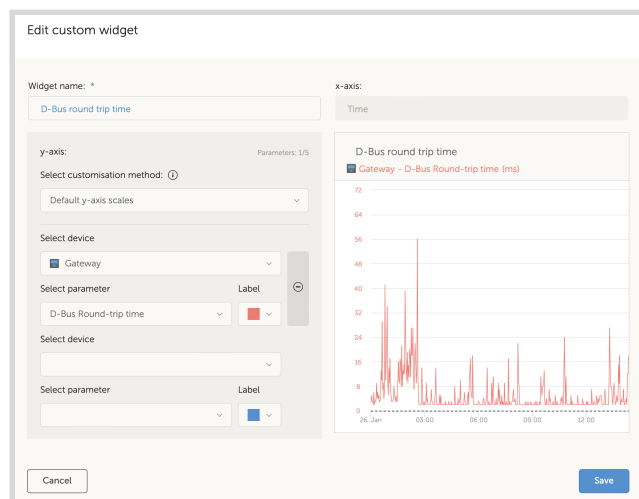 Edit custom widget
Widget name: *
D-Bus round trip time
x-axis:
Time
y-axis:
Parameters: 1/5
Select customisation method:
Default y-axis scales
Select device
Gateway
Select parameter
Label
D-Bus Round-trip time
Select device
Select parameter
Label
D-Bus round trip time
Gateway - D-Bus Round-trip time (ms)
72
64
56
48
40
32
24
16
8
0
26. Jan
03:00
06:00
09:00
12:00
Cancel
Save